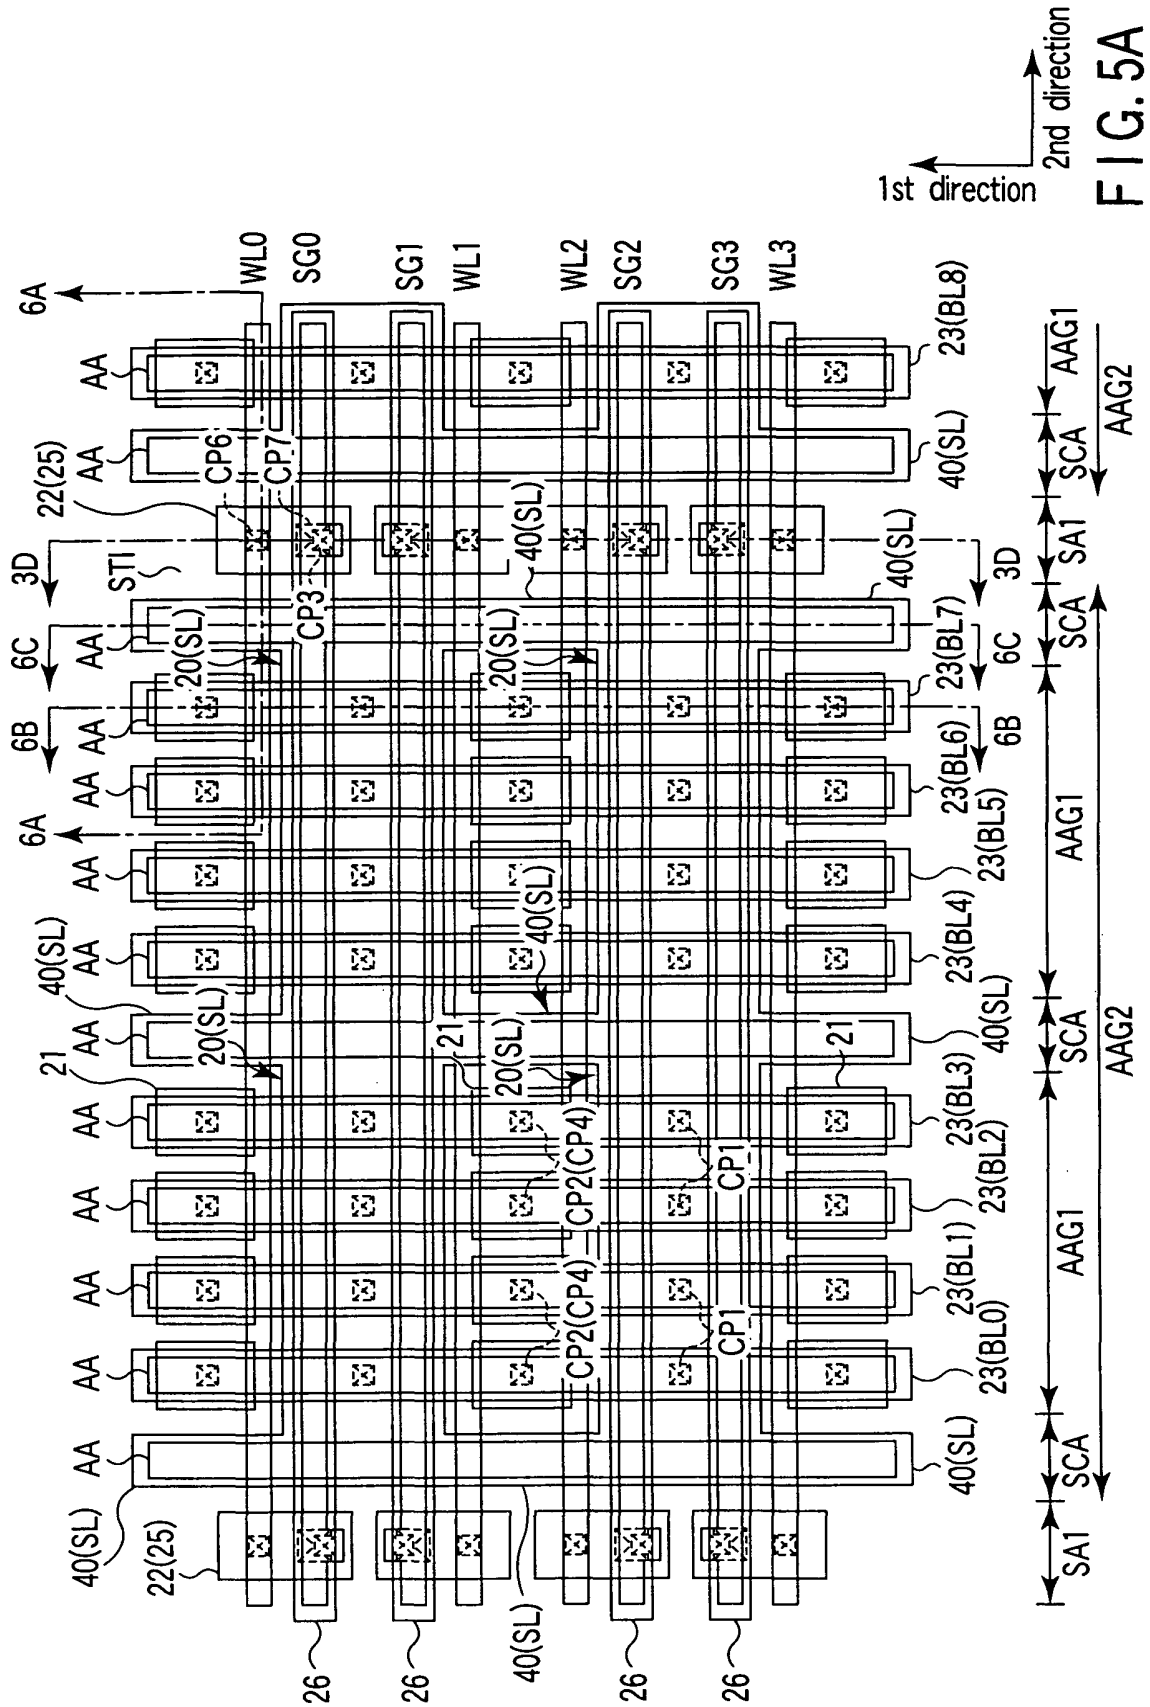 AA
AA
AA
AA
AA
AA
AA
AA
AA
AA
AA
AA
AA
40(SL)
22(25)
21
40(SL)
6A
6B
6C
3D
STI
22(25)
6A
WL0
SG0
SG1
WL1
WL2
SG2
SG3
WL3
CP6
CP7
CP3
20(SL)
20(SL)
20(SL)
20(SL)
21
21
40(SL)
40(SL)
40(SL)
40(SL)
CP2(CP4)
CP2(CP4)
CP1
CP1
26
26
26
26
40(SL)
23(BL0)
23(BL1)
23(BL2)
23(BL3)
40(SL)
23(BL4)
23(BL5)
23(BL6)
6B
23(BL7)
6C
3D
40(SL)
23(BL8)
SA1
SCA
AAG1
SCA
AAG1
SCA
SA1
SCA
AAG1
AAG2
AAG2
1st direction
2nd direction
FIG. 5A